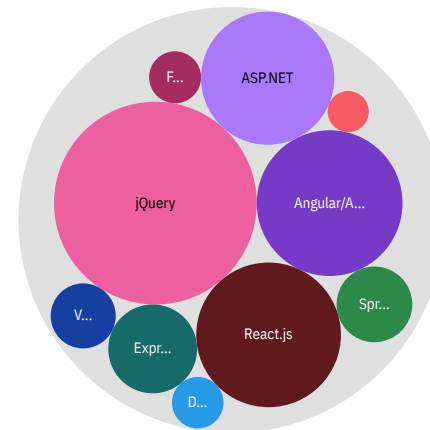 ASP.NET
F...
jQuery
Angular/A...
Spr...
V...
React.js
Expr...
D...